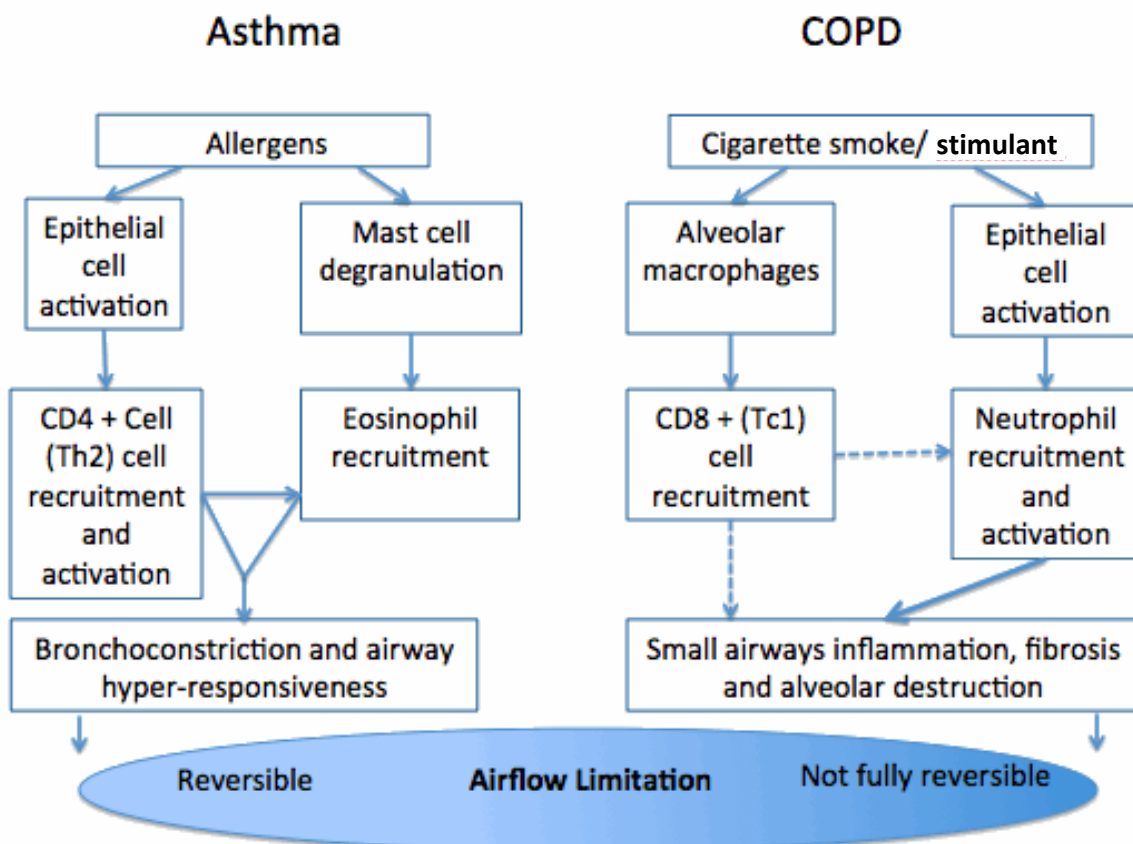 Asthma
COPD
Allergens
Cigarette smoke/ stimulant
Epithelial
cell
activation
Mast cell
degranulation
Alveolar
macrophages
Epithelial
cell
activation
CD4 + Cell
(Th2) cell
recruitment
and
activation
Eosinophil
recruitment
CD8 + (Tc1)
cell
recruitment
Neutrophil
recruitment
and
activation
Bronchoconstriction and airway
hyper-responsiveness
Small airways inflammation, fibrosis
and alveolar destruction
Reversible
Airflow Limitation
Not fully reversible